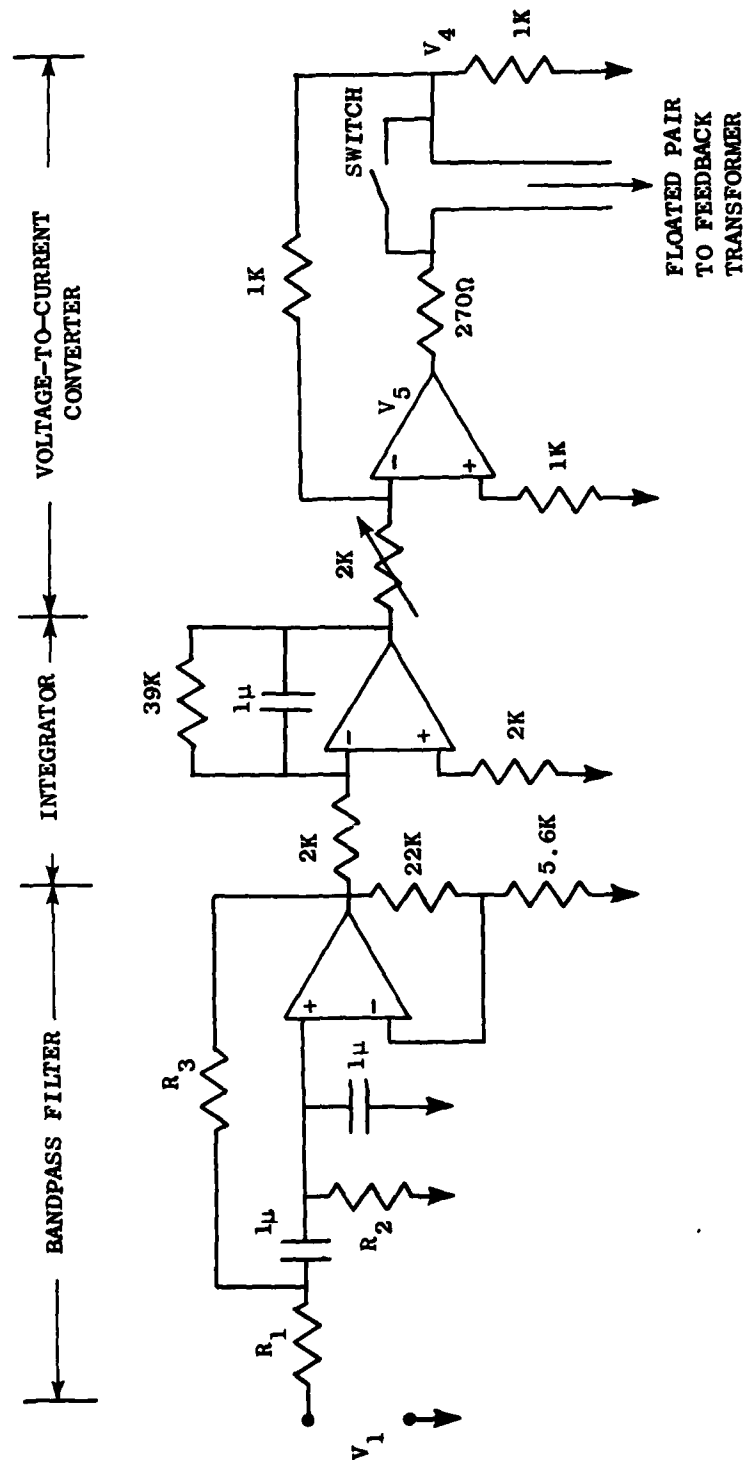 BANDPASS FILTER
INTEGRATOR
VOLTAGE-TO-CURRENT
CONVERTER
V1
R1
R3
1μ
R2
1μ
+
-
22K
5.6K
2K
39K
1μ
-
+
2K
2K
1K
-
+
V5
1K
270Ω
SWITCH
V4
1K
FLOATED PAIR
TO FEEDBACK
TRANSFORMER